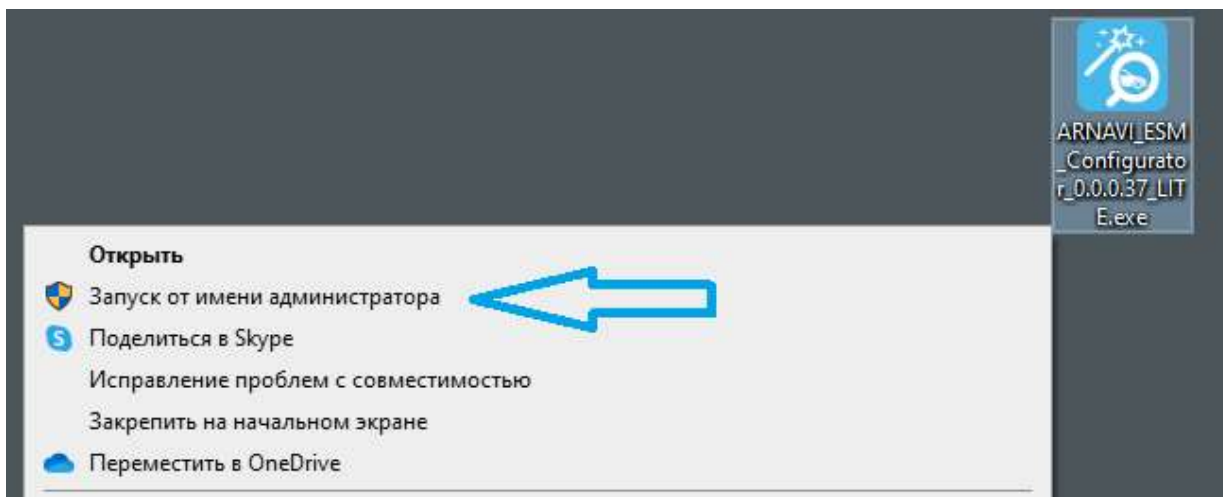 ARNAVI_ESM
_Configurato
r_0.0.0.37_LIT
E.exe
Открыть
Запуск от имени администратора
Поделиться в Skype
Исправление проблем с совместимостью
Закрепить на начальном экране
Переместить в OneDrive